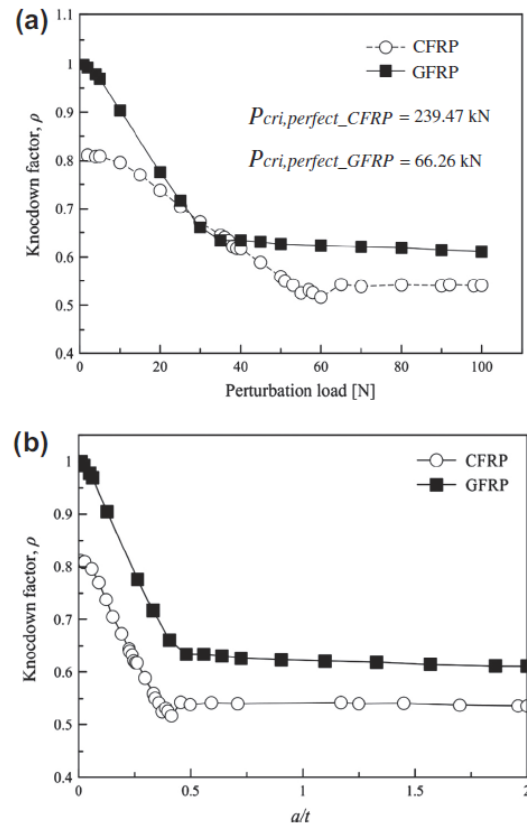 (a)
1.1
1
0.9
0.8
0.7
0.6
0.5
0.4
Knocdown factor, ρ
CFRP
GFRP
Pcri,perfect_CFRP = 239.47 kN
Pcri,perfect_GFRP = 66.26 kN
0 20 40 60 80 100
Perturbation load [N]
(b)
1
0.9
0.8
0.7
0.6
0.5
0.4
Knocdown factor, ρ
CFRP
GFRP
0 0.5 1 1.5 2
a/t